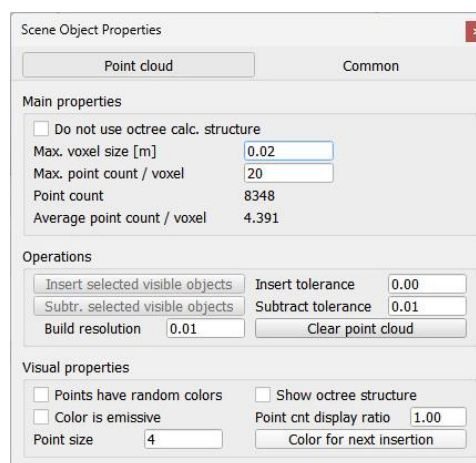 Scene Object Properties
Point cloud Common
Main properties
Do not use octree calc. structure
Max. voxel size [m] 0.02
Max. point count / voxel 20
Point count 8348
Average point count / voxel 4.391
Operations
Insert selected visible objects Insert tolerance 0.00
Subtr. selected visible objects Subtract tolerance 0.01
Build resolution 0.01 Clear point cloud
Visual properties
Points have random colors Show octree structure
Color is emissive Point cnt display ratio 1.00
Point size 4 Color for next insertion